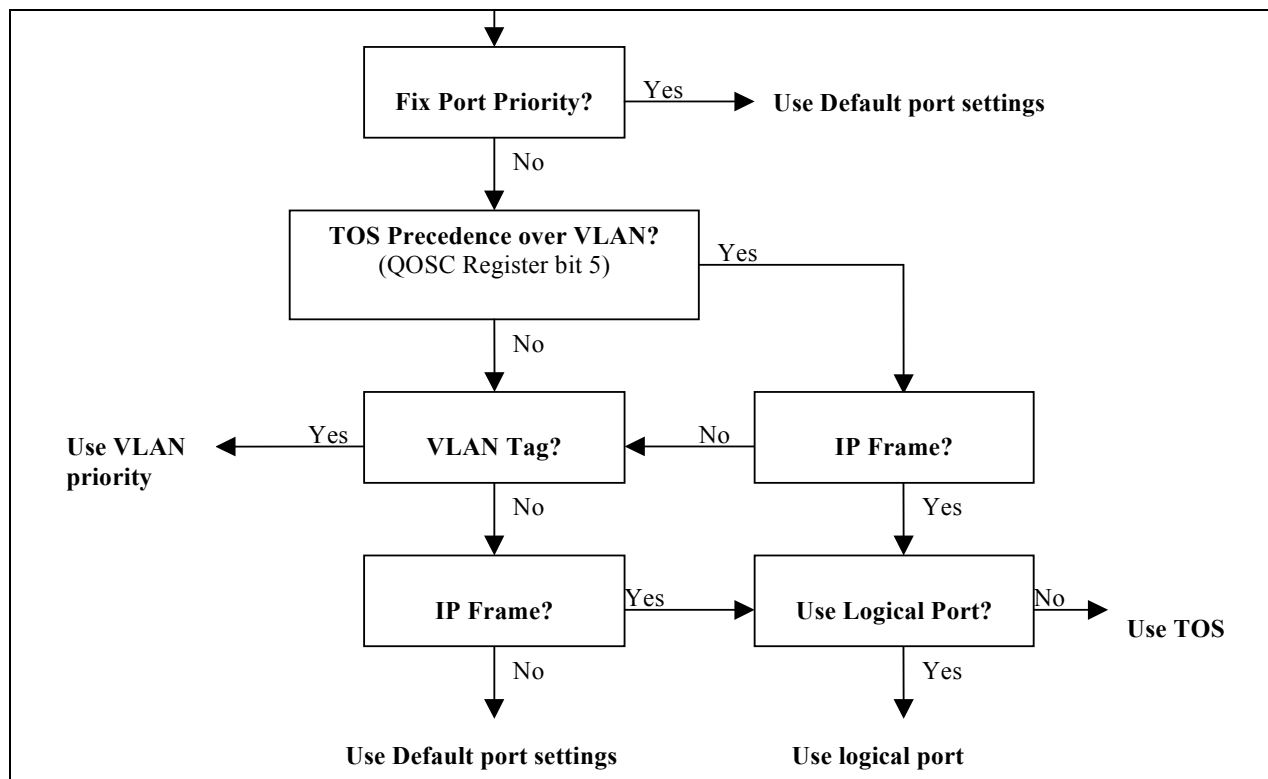 Fix Port Priority?
Yes
Use Default port settings
No
TOS Precedence over VLAN?
(QOSC Register bit 5)
Yes
No
Use VLAN
priority
Yes
VLAN Tag?
No
IP Frame?
No
Yes
IP Frame?
Yes
Use Logical Port?
No
Use TOS
No
Yes
Use Default port settings
Use logical port